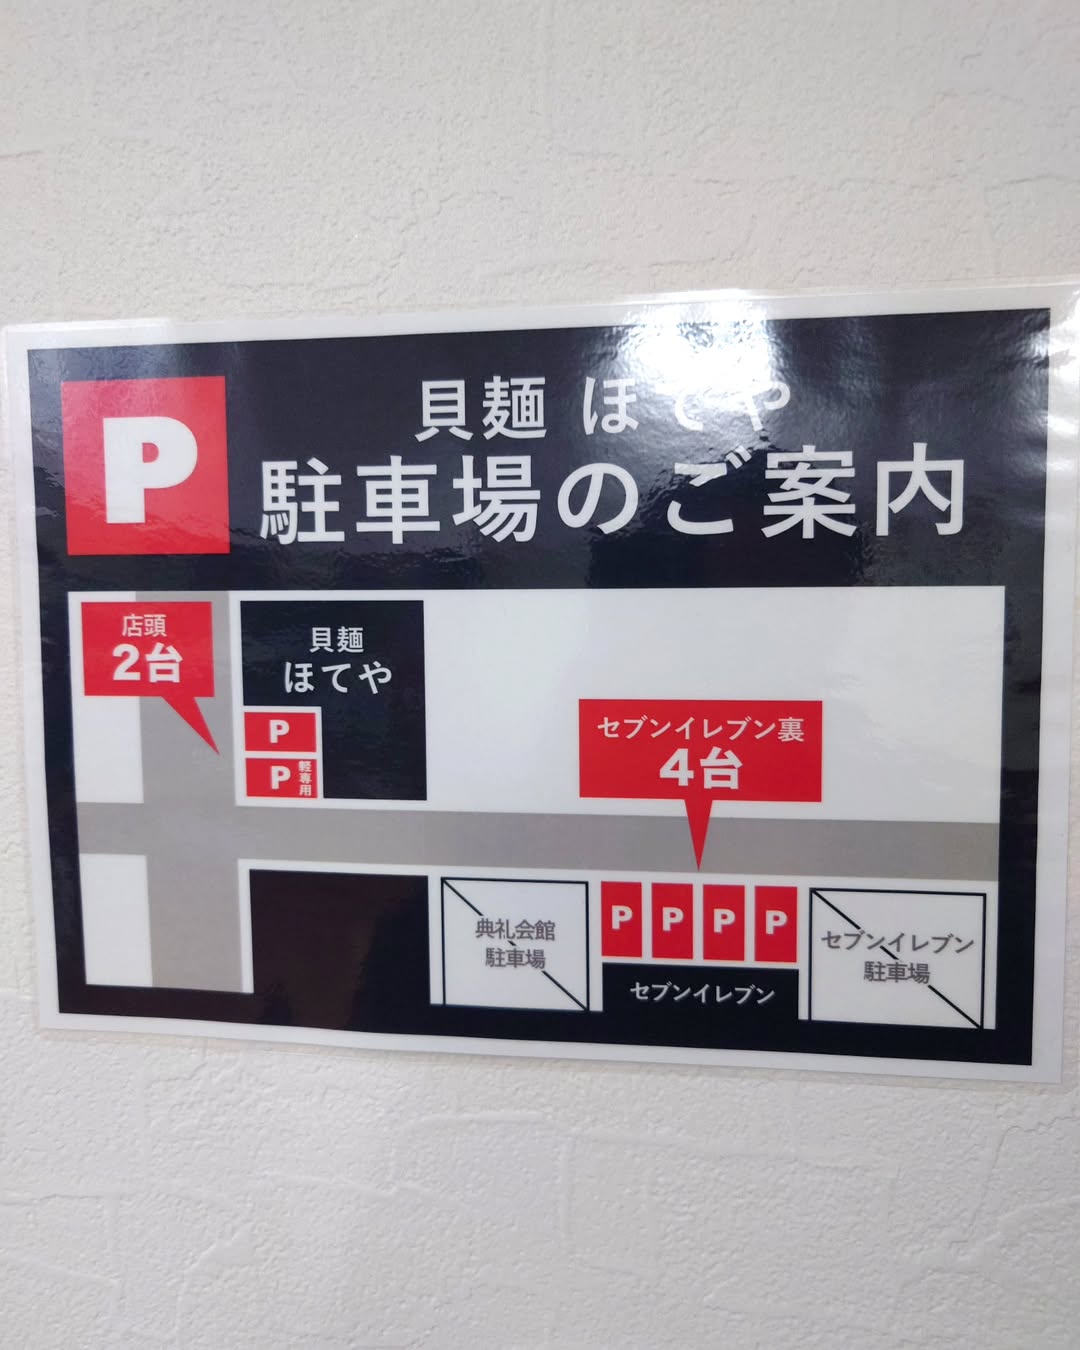 P
貝麺 ほてや
駐車場のご案内
店頭
2台
貝麺
ほてや
P
P 軽専用
セブンイレブン裏
4台
典礼会館
駐車場
P P P P
セブンイレブン
セブンイレブン
駐車場